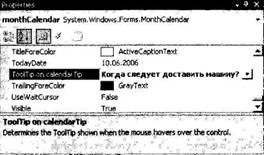 Properties
monthCalendar System.Windows.Forms.MonthCalendar
TitleForeColor ActiveCaptionText
TodayDate 10.06.2006
ToolTip on calendarTip Когда следует доставить машину?
TrailingForeColor GrayText
UseWaitCursor False
Visible True
ToolTip on calendarTip
Determines the ToolTip shown when the mouse hovers over the control.